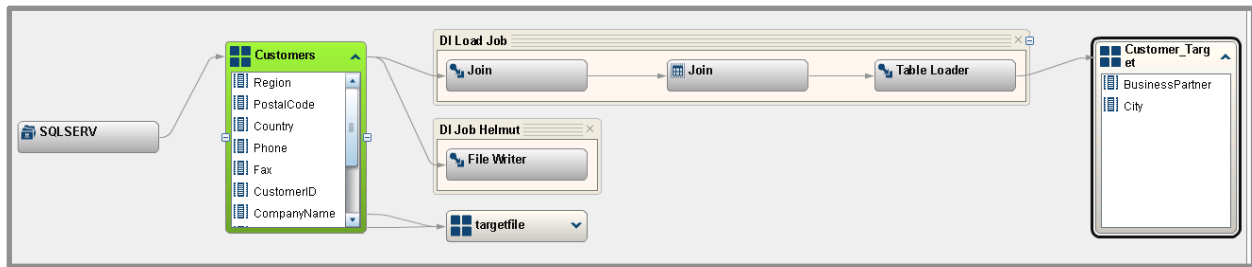 SQLSERV
Customers
Region
PostalCode
Country
Phone
Fax
CustomerID
CompanyName
DI Load Job
Join
Join
Table Loader
DI Job Helmut
File Writer
targetfile
Customer_Targ
et
BusinessPartner
City